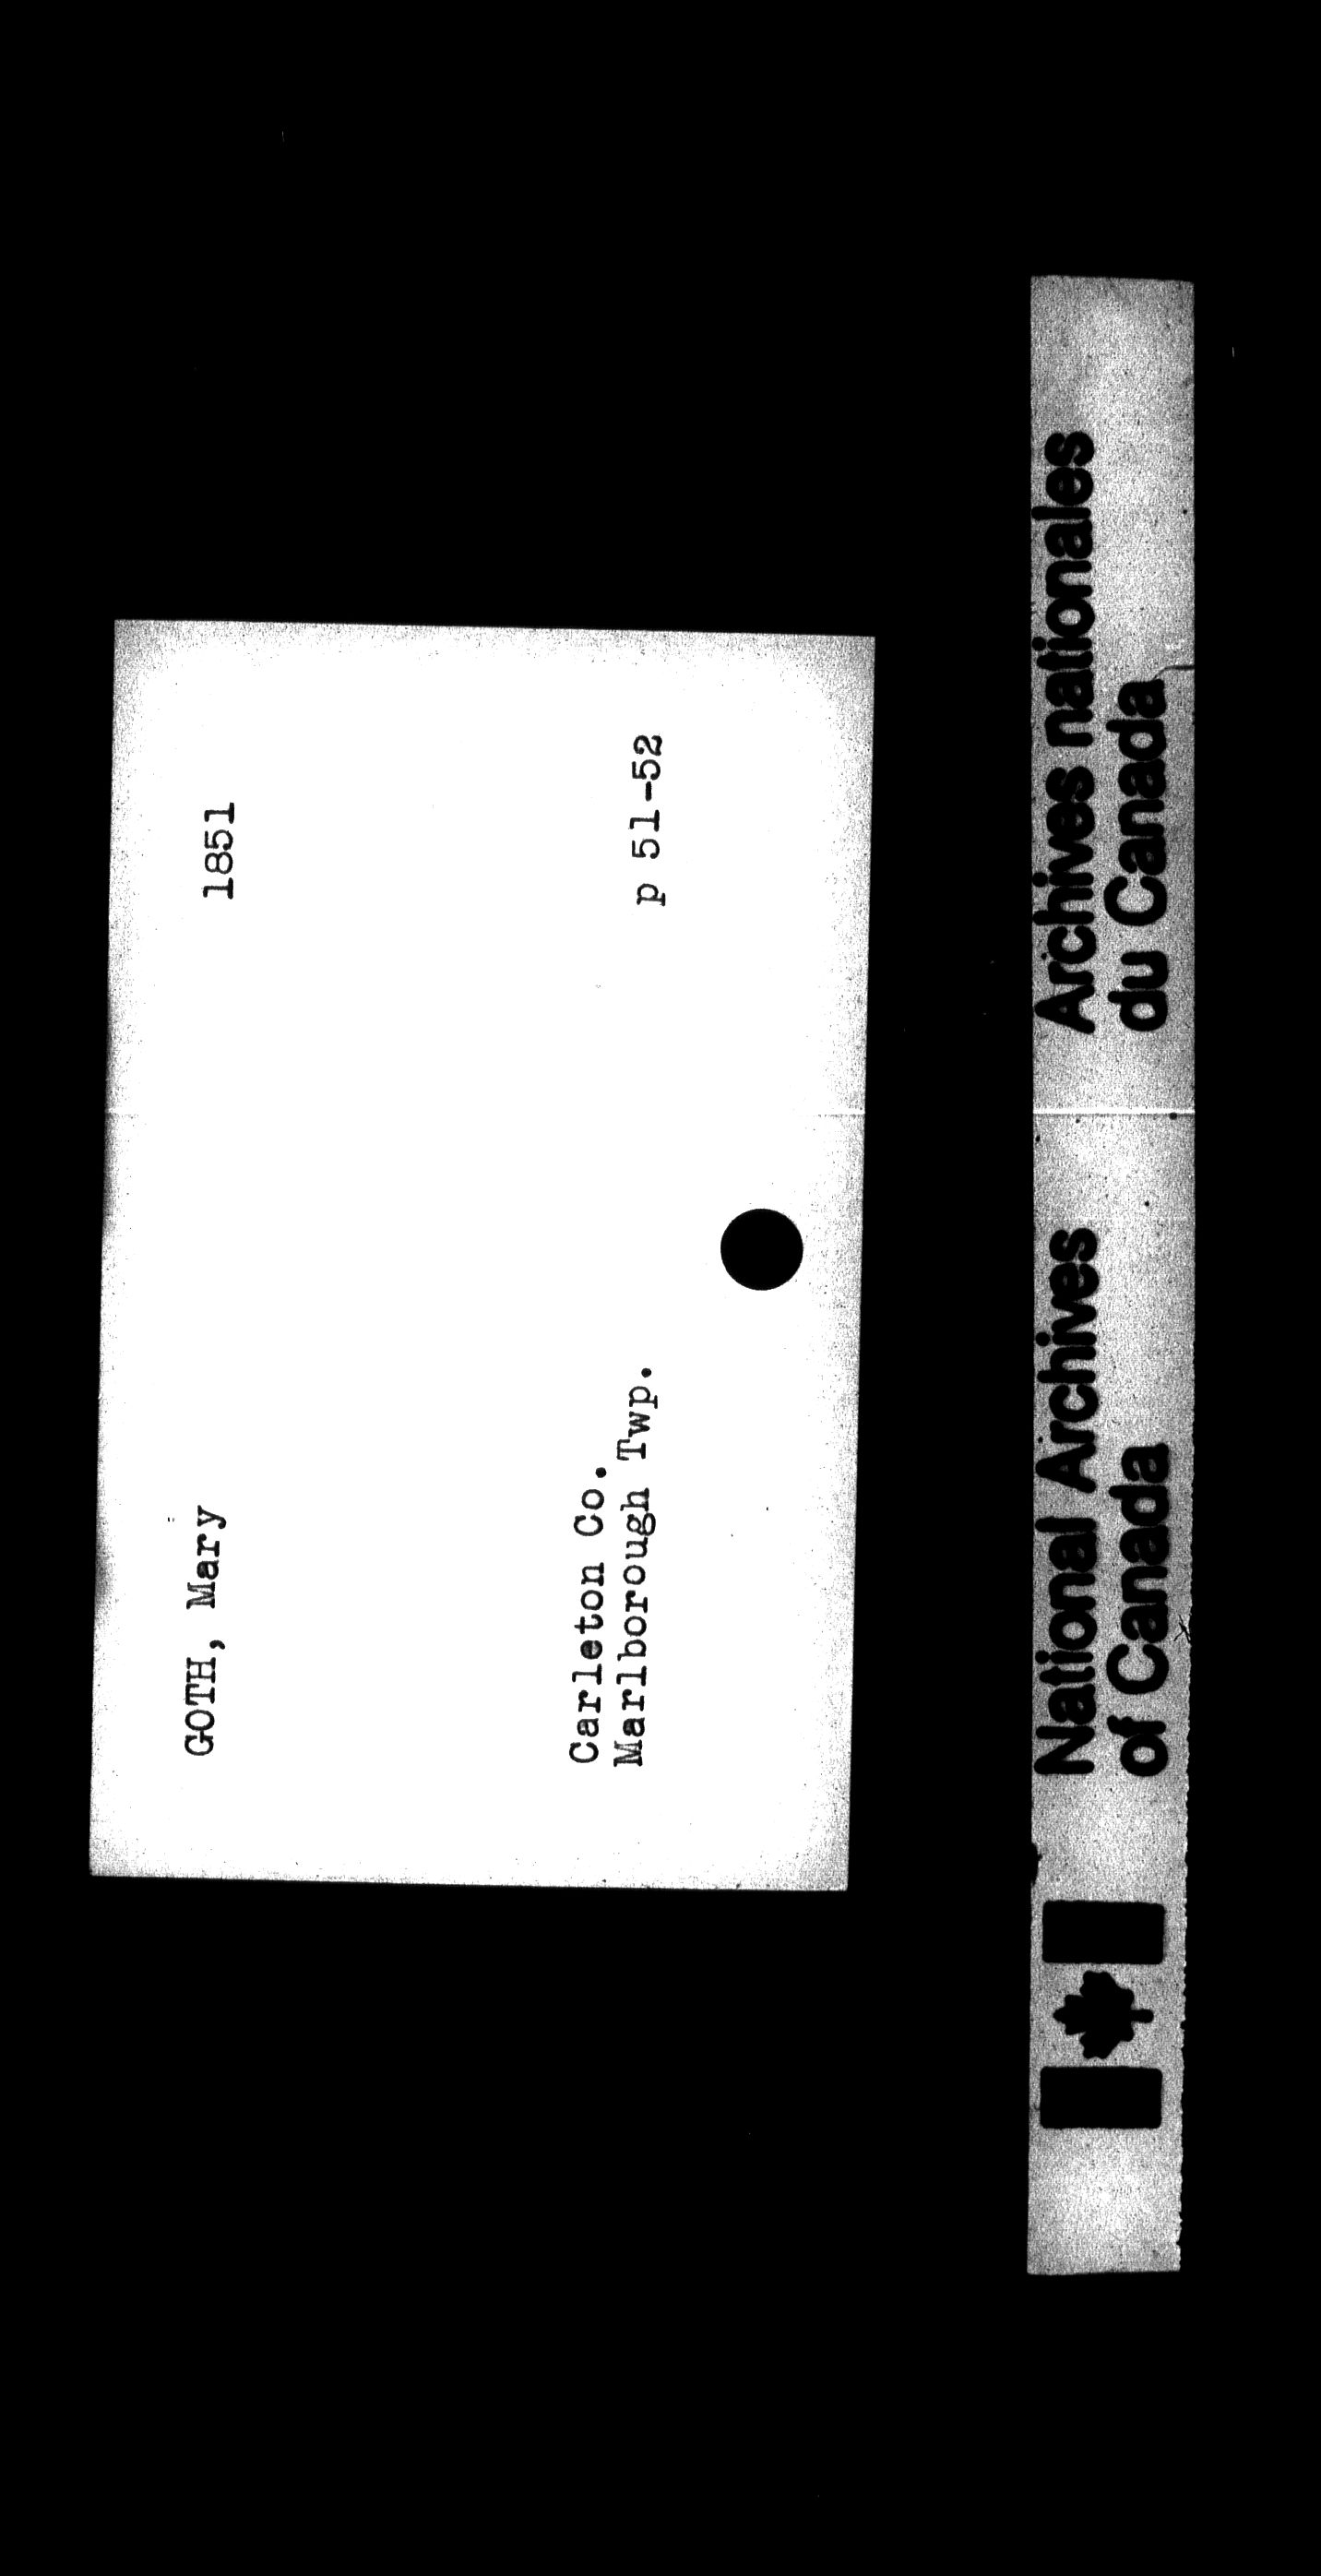 GOTH, Mary 1851
Carleton Co.
Marlborough Twp. p 51-52
National Archives
of Canada
Archives nationales
du Canada